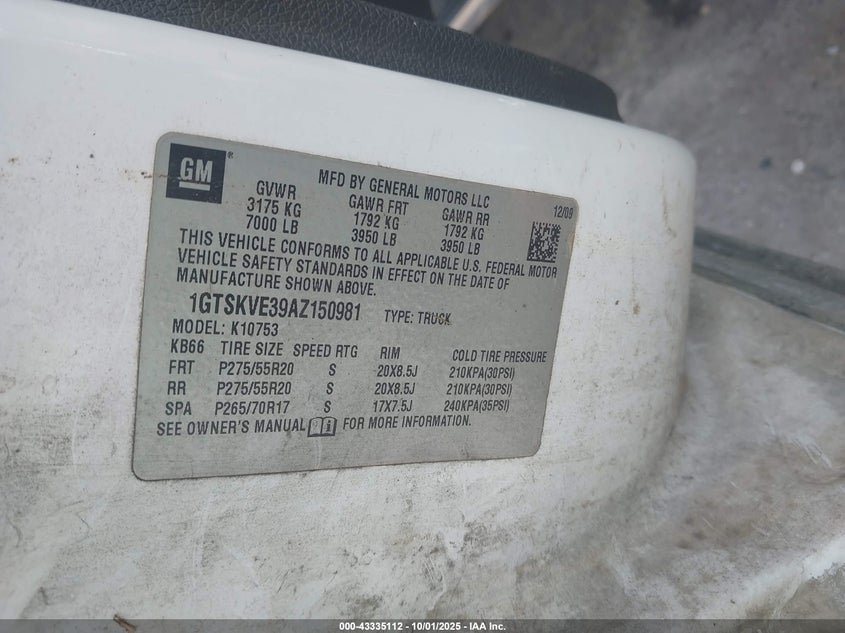 GM®
MFD BY GENERAL MOTORS LLC
12/09
GVWR GAWR FRT GAWR RR
3175 KG 1792 KG 1792 KG
7000 LB 3950 LB 3950 LB
THIS VEHICLE CONFORMS TO ALL APPLICABLE U.S. FEDERAL MOTOR
VEHICLE SAFETY STANDARDS IN EFFECT ON THE DATE OF
MANUFACTURE SHOWN ABOVE.
1GTSKVE39AZ150981 TYPE: TRUCK
MODEL: K10753
KB66 TIRE SIZE SPEED RTG RIM COLD TIRE PRESSURE
FRT P275/55R20 S 20X8.5J 210KPA(30PSI)
RR P275/55R20 S 20X8.5J 210KPA(30PSI)
SPA P265/70R17 S 17X7.5J 240KPA(35PSI)
SEE OWNER'S MANUAL FOR MORE INFORMATION.
000-43335112 - 10/01/2025 - IAA Inc.